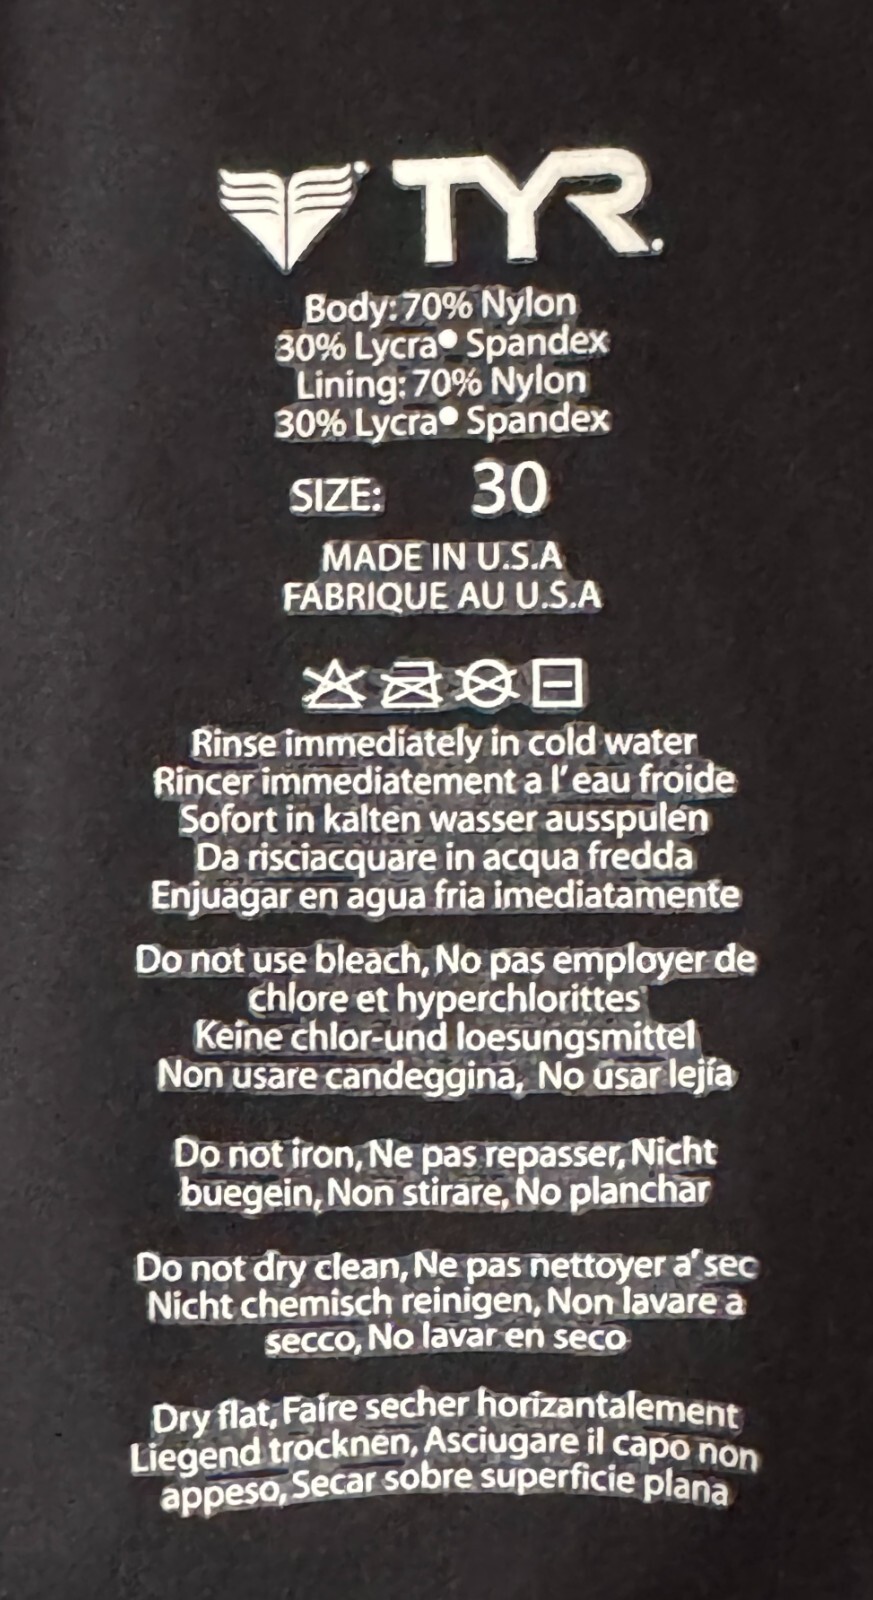 TYR.
Body: 70% Nylon
30% Lycra® Spandex
Lining: 70% Nylon
30% Lycra® Spandex
SIZE: 30
MADE IN U.S.A
FABRIQUE AU U.S.A
Rinse immediately in cold water
Rincer immediatement a l'eau froide
Sofort in kalten wasser ausspulen
Da risciacquare in acqua fredda
Enjuagar en agua fria imediatamente
Do not use bleach, No pas employer de
chlore et hyperchlorittes
Keine chlor-und loesungsmittel
Non usare candeggina, No usar lejía
Do not iron, Ne pas repasser, Nicht
buegein, Non stirare, No planchar
Do not dry clean, Ne pas nettoyer a' sec
Nicht chemisch reinigen, Non lavare a
secco, No lavar en seco
Dry flat, Faire secher horizantalement
Liegend trocknen, Asciugare il capo non
appeso, Secar sobre superficie plana